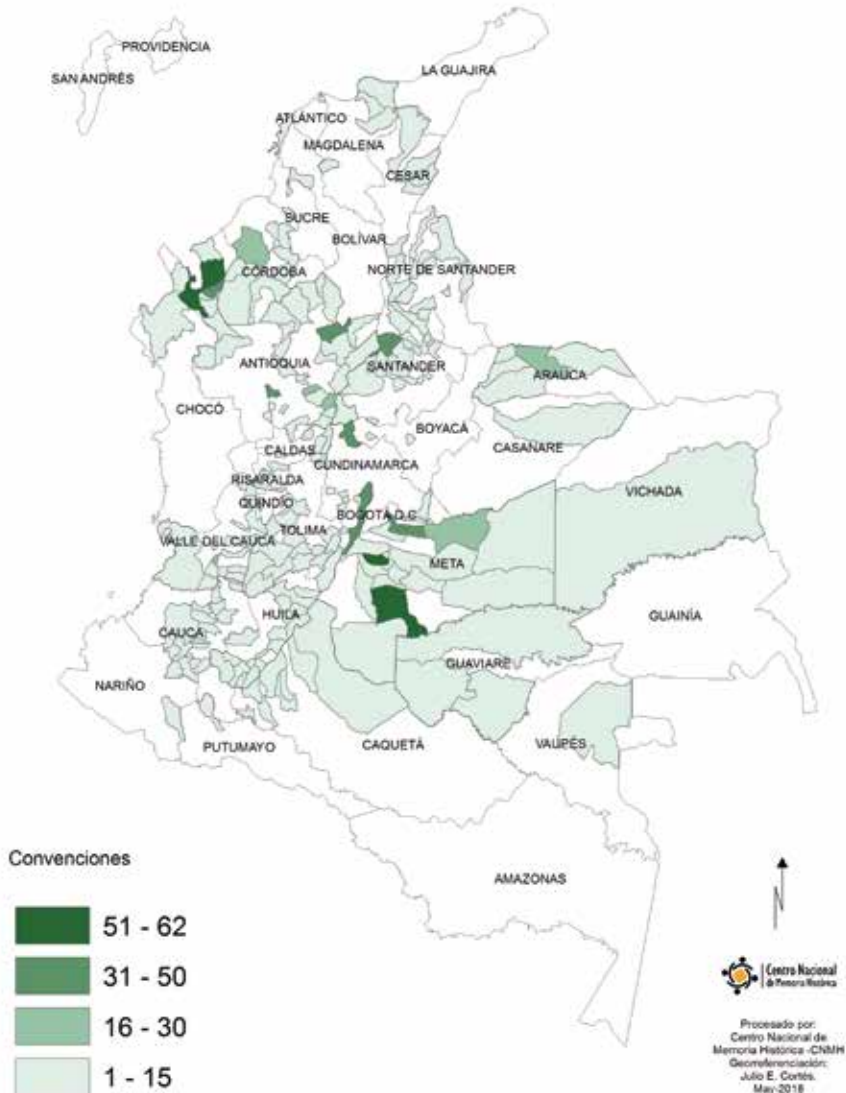 PROVIDENCIA
SAN ANDRÉS
LA GUAJIRA
ATLÁNTICO
MAGDALENA
CESAR
SUCRE
BOLÍVAR
CÓRDOBA
NORTE DE SANTANDER
ANTIOQUIA
SANTANDER
ARAUCA
CHOCÓ
BOYACÁ
CALDAS
CASANARE
CUNDINAMARCA
RISARALDA
VICHADA
QUINDÍO
BOGOTÁ D.C
TOLIMA
VALLE DEL CAUCA
META
HUILA
GUAINÍA
CAUCA
GUAVIARE
NARIÑO
VAUPÉS
PUTUMAYO
CAQUETÁ
AMAZONAS
Convenciones
51 - 62
31 - 50
16 - 30
1 - 15
Centro Nacional
de Memoria Histórica
Procesado por:
Centro Nacional de
Memoria Histórica -CNMH
Georreferenciación:
Julio E. Cortés.
May-2018